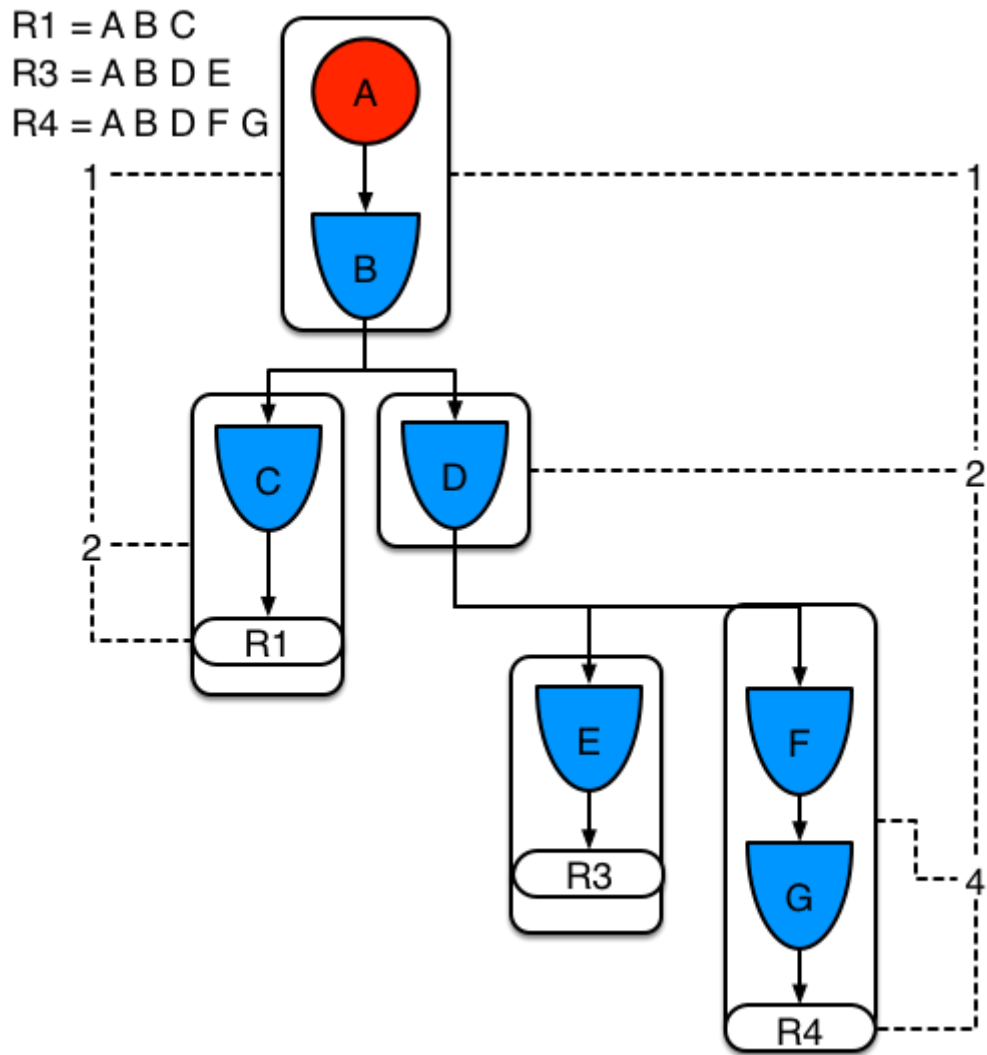 R1 = A B C
R3 = A B D E
R4 = A B D F G
A
1
1
B
C
D
2
2
R1
E
F
R3
4
G
R4